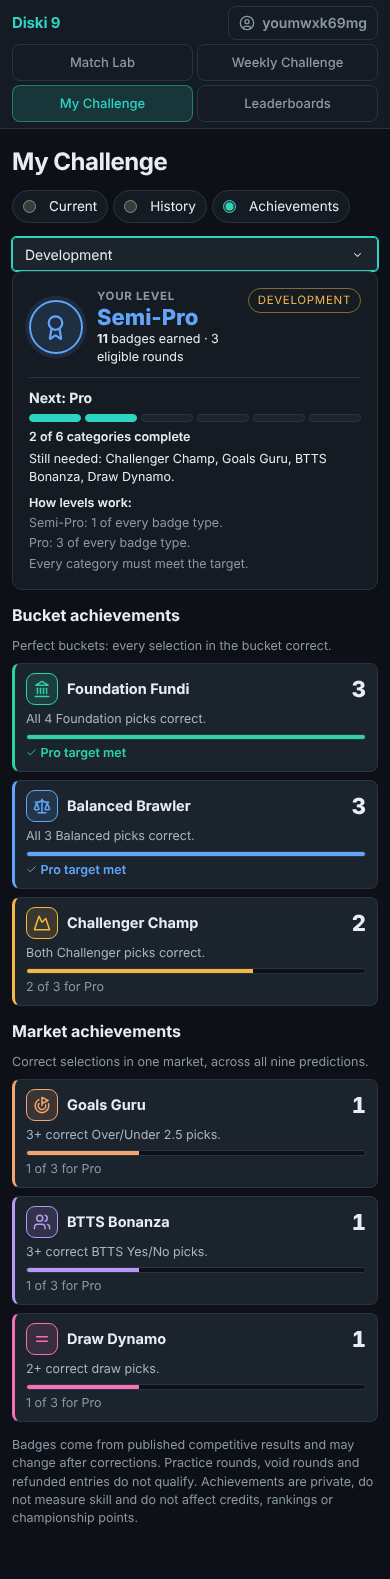 Diski 9
youmwxk69mg
Match Lab
Weekly Challenge
My Challenge
Leaderboards
My Challenge
Current
History
Achievements
Development
YOUR LEVEL
DEVELOPMENT
Semi-Pro
11 badges earned · 3
eligible rounds
Next: Pro
2 of 6 categories complete
Still needed: Challenger Champ, Goals Guru, BTTS
Bonanza, Draw Dynamo.
How levels work:
Semi-Pro: 1 of every badge type.
Pro: 3 of every badge type.
Every category must meet the target.
Bucket achievements
Perfect buckets: every selection in the bucket correct.
Foundation Fundi 3
All 4 Foundation picks correct.
✓ Pro target met
Balanced Brawler 3
All 3 Balanced picks correct.
✓ Pro target met
Challenger Champ 2
Both Challenger picks correct.
2 of 3 for Pro
Market achievements
Correct selections in one market, across all nine predictions.
Goals Guru 1
3+ correct Over/Under 2.5 picks.
1 of 3 for Pro
BTTS Bonanza 1
3+ correct BTTS Yes/No picks.
1 of 3 for Pro
Draw Dynamo 1
2+ correct draw picks.
1 of 3 for Pro
Badges come from published competitive results and may
change after corrections. Practice rounds, void rounds and
refunded entries do not qualify. Achievements are private, do
not measure skill and do not affect credits, rankings or
championship points.